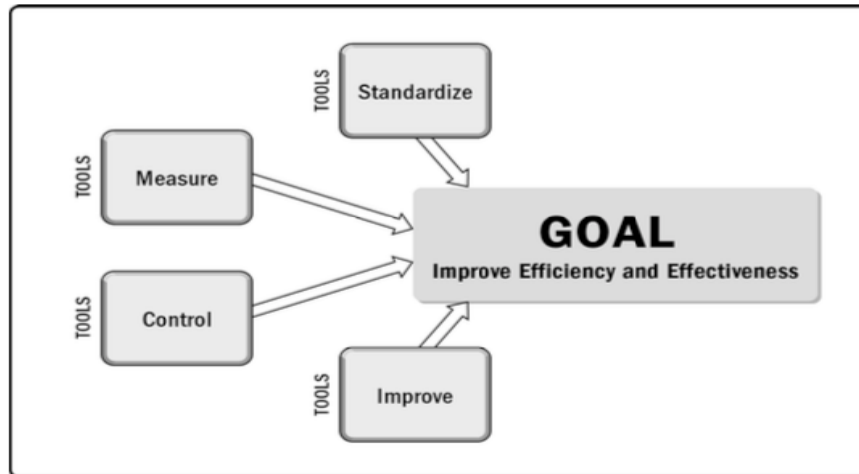 TOOLS
Standardize
TOOLS
Measure
GOAL
Improve Efficiency and Effectiveness
TOOLS
Control
TOOLS
Improve